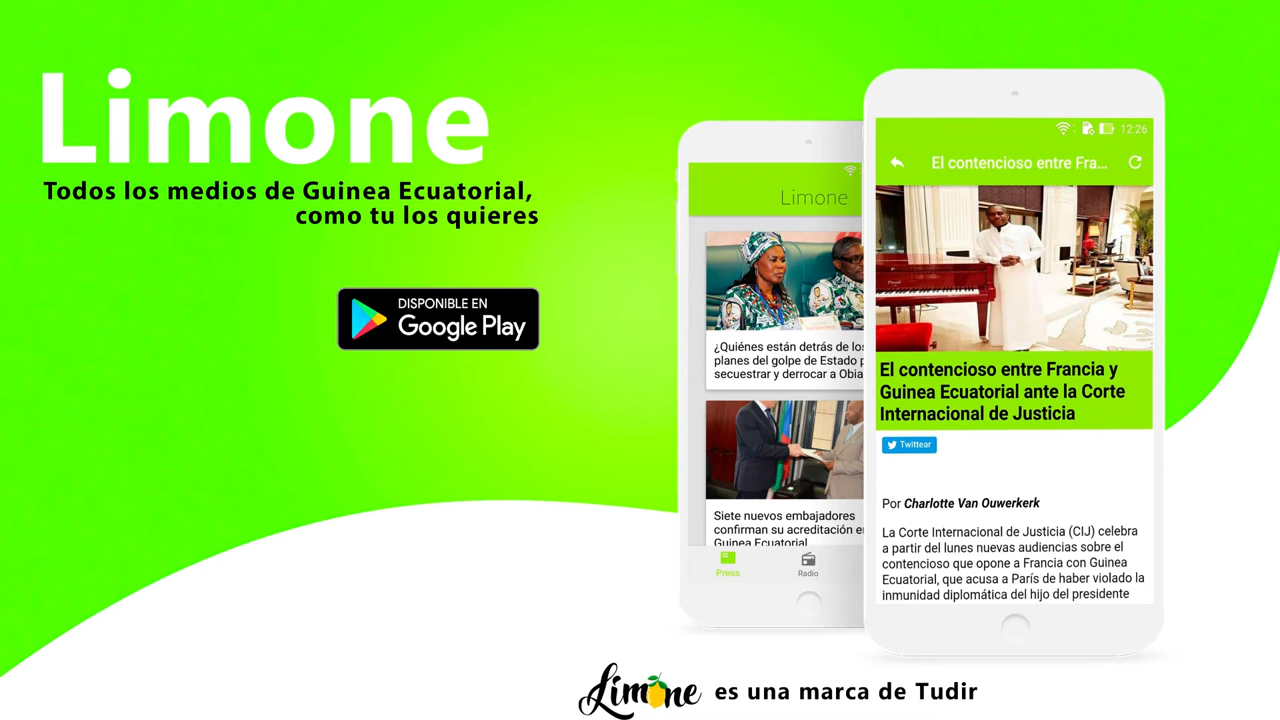 Limone
Todos los medios de Guinea Ecuatorial,
como tu los quieres
DISPONIBLE EN
Google Play
Limone
¿Quiénes están detrás de los
planes del golpe de Estado
secuestrar y derrocar a Obia
Siete nuevos embajadores
confirman su acreditación
Guinea Ecuatorial
Press
Radio
12:26
El contencioso entre Fra...
Pleyel
El contencioso entre Francia y
Guinea Ecuatorial ante la Corte
Internacional de Justicia
Twittear
Por Charlotte Van Ouwerkerk
La Corte Internacional de Justicia (CIJ) celebra
a partir del lunes nuevas audiencias sobre el
contencioso que opone a Francia con Guinea
Ecuatorial, que acusa a París de haber violado la
inmunidad diplomática del hijo del presidente
Limone es una marca de Tudir